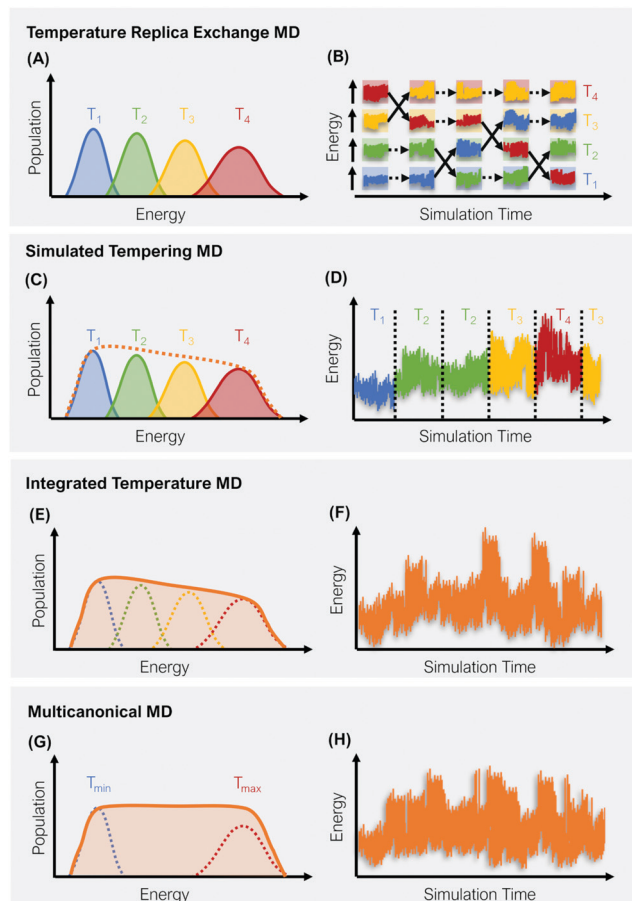 Temperature Replica Exchange MD
(A)
T1 T2 T3 T4
Population
Energy
(B)
T4
T3
T2
T1
Energy
Simulation Time
Simulated Tempering MD
(C)
T1 T2 T3 T4
Population
Energy
(D)
T1 T2 T2 T3 T4 T3
Energy
Simulation Time
Integrated Temperature MD
(E)
Population
Energy
(F)
Energy
Simulation Time
Multicanonical MD
(G)
Tmin Tmax
Population
Energy
(H)
Energy
Simulation Time